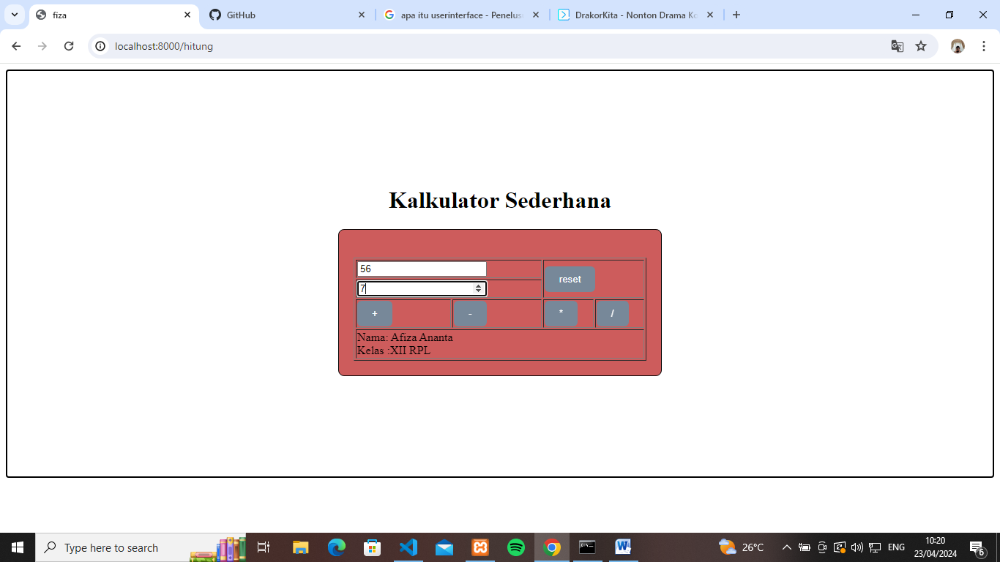 fiza
GitHub
apa itu userinterface - Penelus
DrakorKita - Nonton Drama Ko
localhost:8000/hitung
Kalkulator Sederhana
56
reset
7
+ - * /
Nama: Afiza Ananta
Kelas :XII RPL
Type here to search
26°C
ENG
10:20
23/04/2024
6